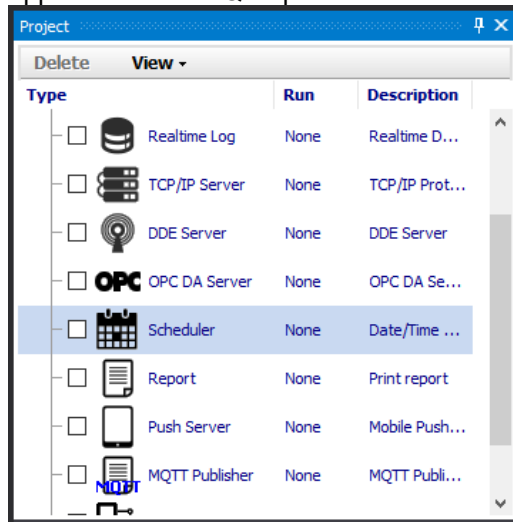 Project
Delete View
Type Run Description
Realtime Log None Realtime D...
TCP/IP Server None TCP/IP Prot...
DDE Server None DDE Server
OPC OPC DA Server None OPC DA Se...
Scheduler None Date/Time ...
Report None Print report
Push Server None Mobile Push...
MQTT MQTT Publisher None MQTT Publi...